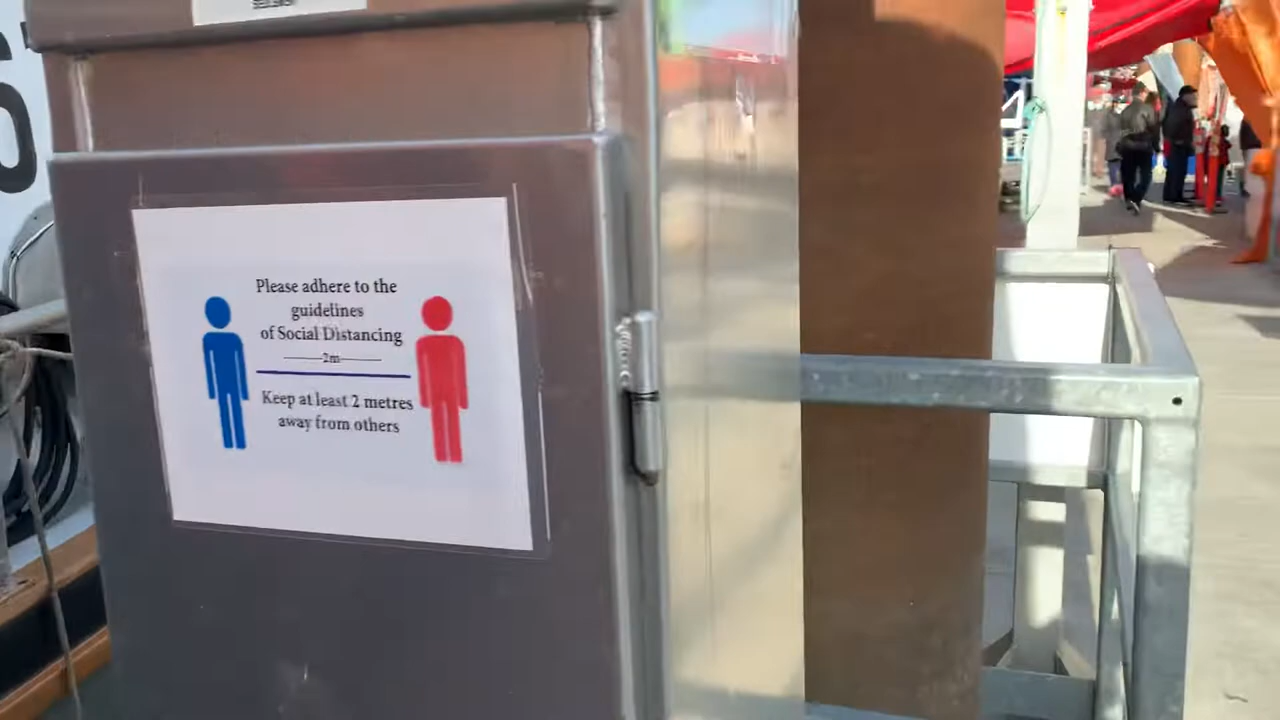 Please adhere to the
guidelines
of Social Distancing
2m
Keep at least 2 metres
away from others